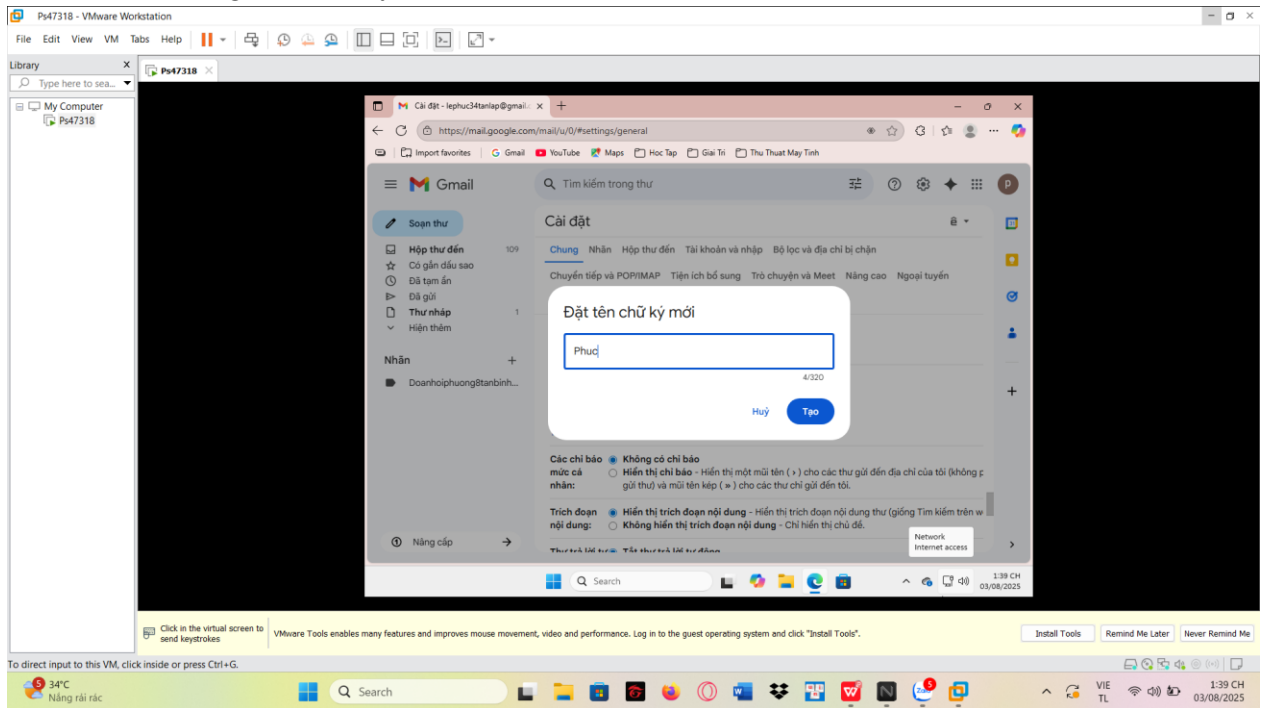 Ps47318 - VMware Workstation
File Edit View VM Tabs Help
Library X
Type here to sea...
My Computer
Ps47318
Ps47318
Cài đặt - lephuc34tanlap@gmail.c
https://mail.google.com/mail/u/0/#settings/general
Import favorites Gmail YouTube Maps Hoc Tap Giai Tri Thu Thuat May Tinh
Gmail
Tìm kiếm trong thư
P
Soạn thư
Hộp thư đến 109
Có gắn dấu sao
Đã tạm ẩn
Đã gửi
Thư nháp 1
Hiện thêm
Nhãn +
Doanhoiphuong8tanbinh...
Nâng cấp
Cài đặt
Chung Nhãn Hộp thư đến Tài khoản và nhập Bộ lọc và địa chỉ bị chặn
Chuyển tiếp và POP/IMAP Tiện ích bổ sung Trò chuyện và Meet Nâng cao Ngoại tuyến
Đặt tên chữ ký mới
Phuc
4/320
Huỷ Tạo
Các chỉ báo Không có chỉ báo
mức cá Hiển thị chỉ báo - Hiển thị một mũi tên ( › ) cho các thư gửi đến địa chỉ của tôi (không p
nhân: gửi thư) và mũi tên kép ( » ) cho các thư chỉ gửi đến tôi.
Trích đoạn Hiển thị trích đoạn nội dung - Hiển thị trích đoạn nội dung thư (giống Tìm kiếm trên w
nội dung: Không hiển thị trích đoạn nội dung - Chỉ hiển thị chủ đề.
Thư trả lời tự Tắt thư trả lời tự động
Network
Internet access
Search
1:39 CH
03/08/2025
Click in the virtual screen to
send keystrokes
VMware Tools enables many features and improves mouse movement, video and performance. Log in to the guest operating system and click "Install Tools".
Install Tools Remind Me Later Never Remind Me
To direct input to this VM, click inside or press Ctrl+G.
5
34°C
Nắng rải rác
Search
Zalo
5
VIE
TL
1:39 CH
03/08/2025